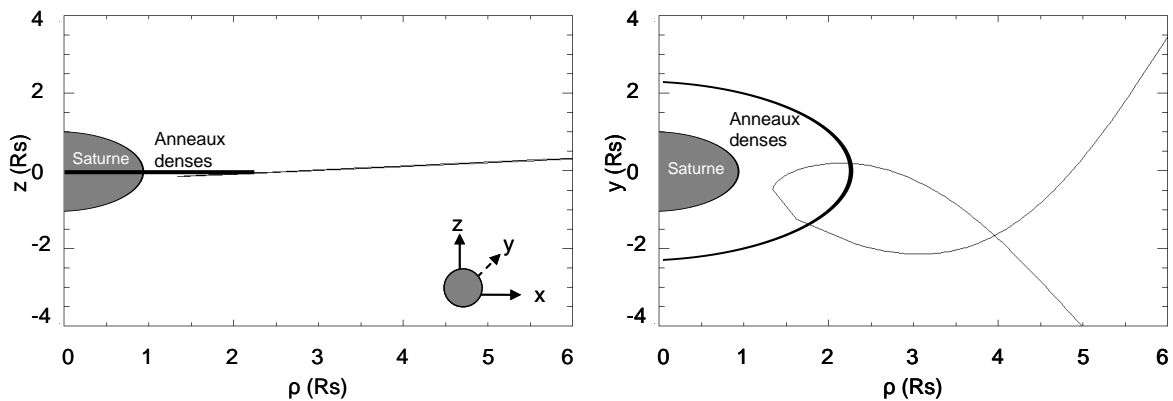 4
2
0
-2
-4
z (Rs)
Saturne
Anneaux
denses
z
y
x
0 1 2 3 4 5 6
ρ (Rs)
4
2
0
-2
-4
y (Rs)
Anneaux
denses
Saturne
0 1 2 3 4 5 6
ρ (Rs)